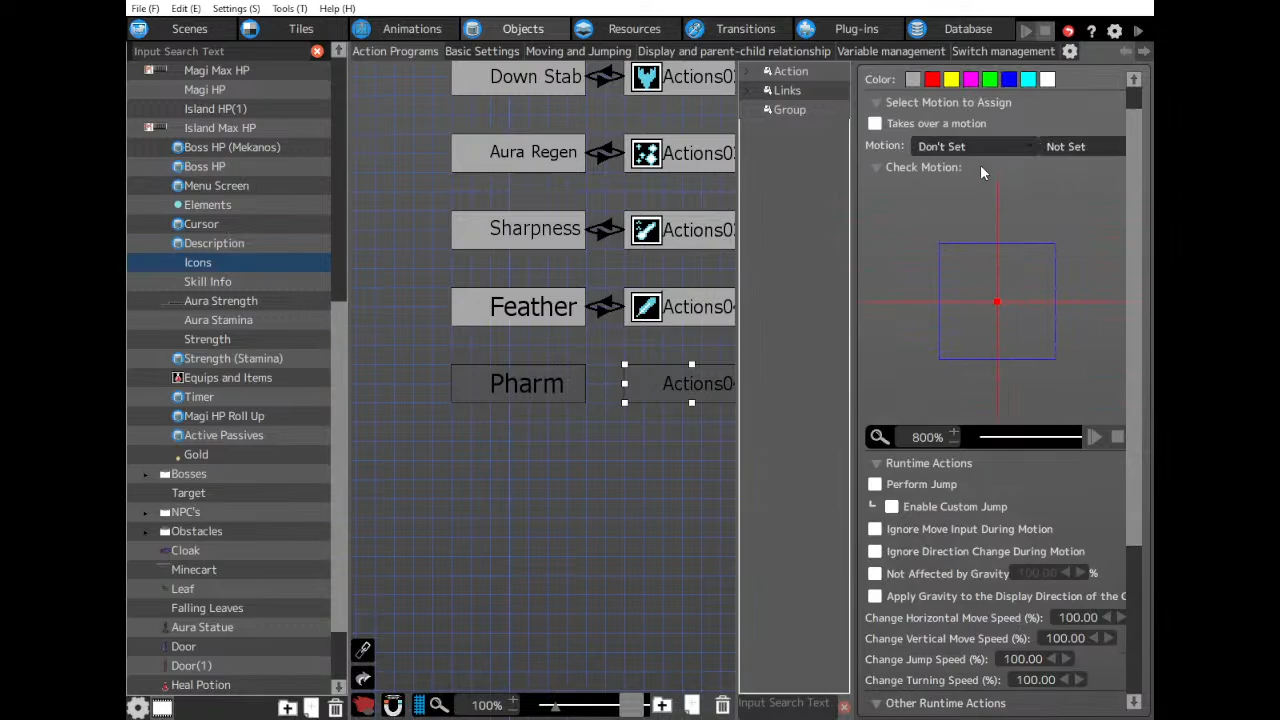 File (F) Edit (E) Settings (S) Tools (T) Help (H)
Scenes Tiles Animations Objects Resources Transitions Plug-ins Database
Input Search Text
Action Programs Basic Settings Moving and Jumping Display and parent-child relationship Variable management Switch management
Magi Max HP
Magi HP
Island HP(1)
Island Max HP
Boss HP (Mekanos)
Boss HP
Menu Screen
Elements
Cursor
Description
Icons
Skill Info
Aura Strength
Aura Stamina
Strength
Strength (Stamina)
Equips and Items
Timer
Magi HP Roll Up
Active Passives
Gold
Bosses
Target
NPC's
Obstacles
Cloak
Minecart
Leaf
Falling Leaves
Aura Statue
Door
Door(1)
Heal Potion
Down Stab
Aura Regen
Sharpness
Feather
Pharm
100%
Action
Links
Group
Input Search Text
Color:
Select Motion to Assign
Takes over a motion
Motion: Don't Set Not Set
Check Motion:
800%
Runtime Actions
Perform Jump
Enable Custom Jump
Ignore Move Input During Motion
Ignore Direction Change During Motion
Not Affected by Gravity 100.00 %
Apply Gravity to the Display Direction of the
Change Horizontal Move Speed (%): 100.00
Change Vertical Move Speed (%): 100.00
Change Jump Speed (%): 100.00
Change Turning Speed (%): 100.00
Other Runtime Actions